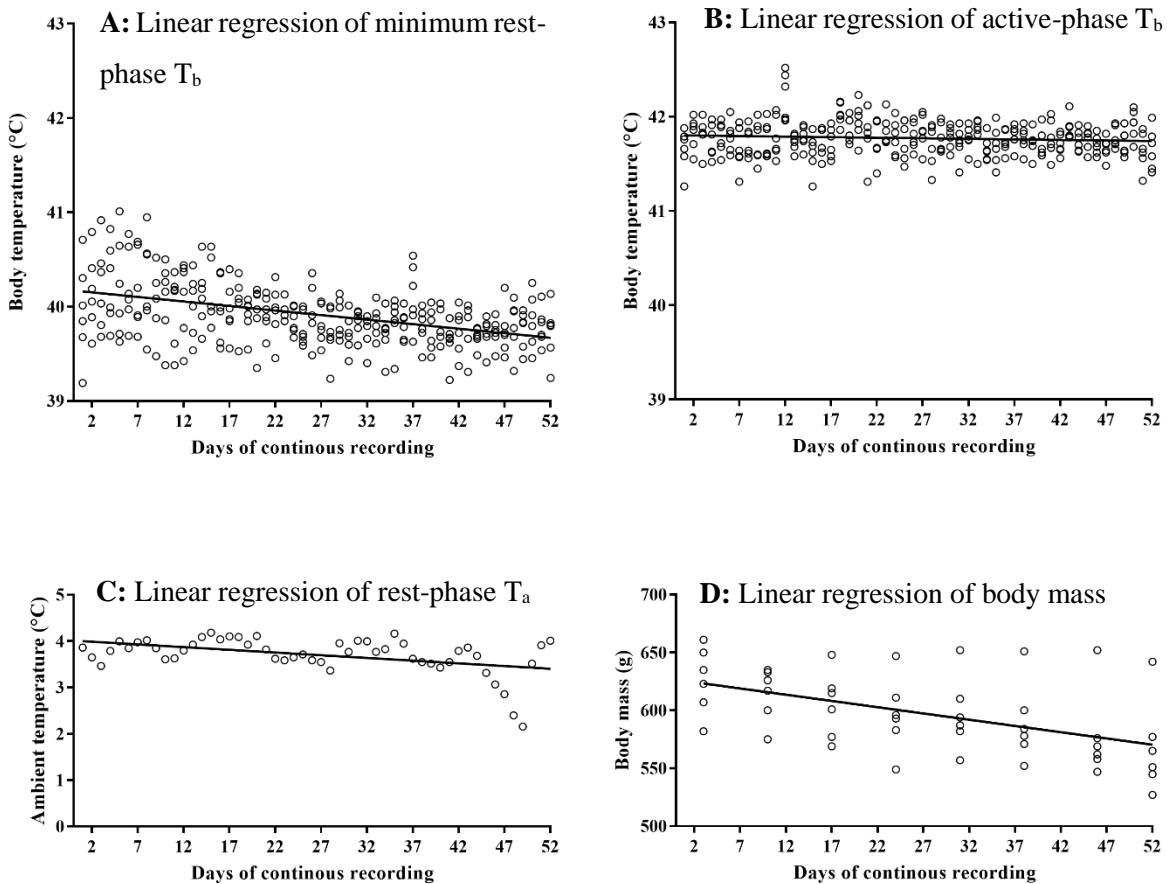 A: Linear regression of minimum rest-
phase Tb
43
42
41
40
39
Body temperature (°C)
2 7 12 17 22 27 32 37 42 47 52
Days of continous recording
B: Linear regression of active-phase Tb
43
42
41
40
39
Body temperature (°C)
2 7 12 17 22 27 32 37 42 47 52
Days of continous recording
C: Linear regression of rest-phase Ta
5
4
3
2
1
0
Ambient temperature (°C)
2 7 12 17 22 27 32 37 42 47 52
Days of continous recording
D: Linear regression of body mass
700
650
600
550
500
Body mass (g)
2 7 12 17 22 27 32 37 42 47 52
Days of continous recording